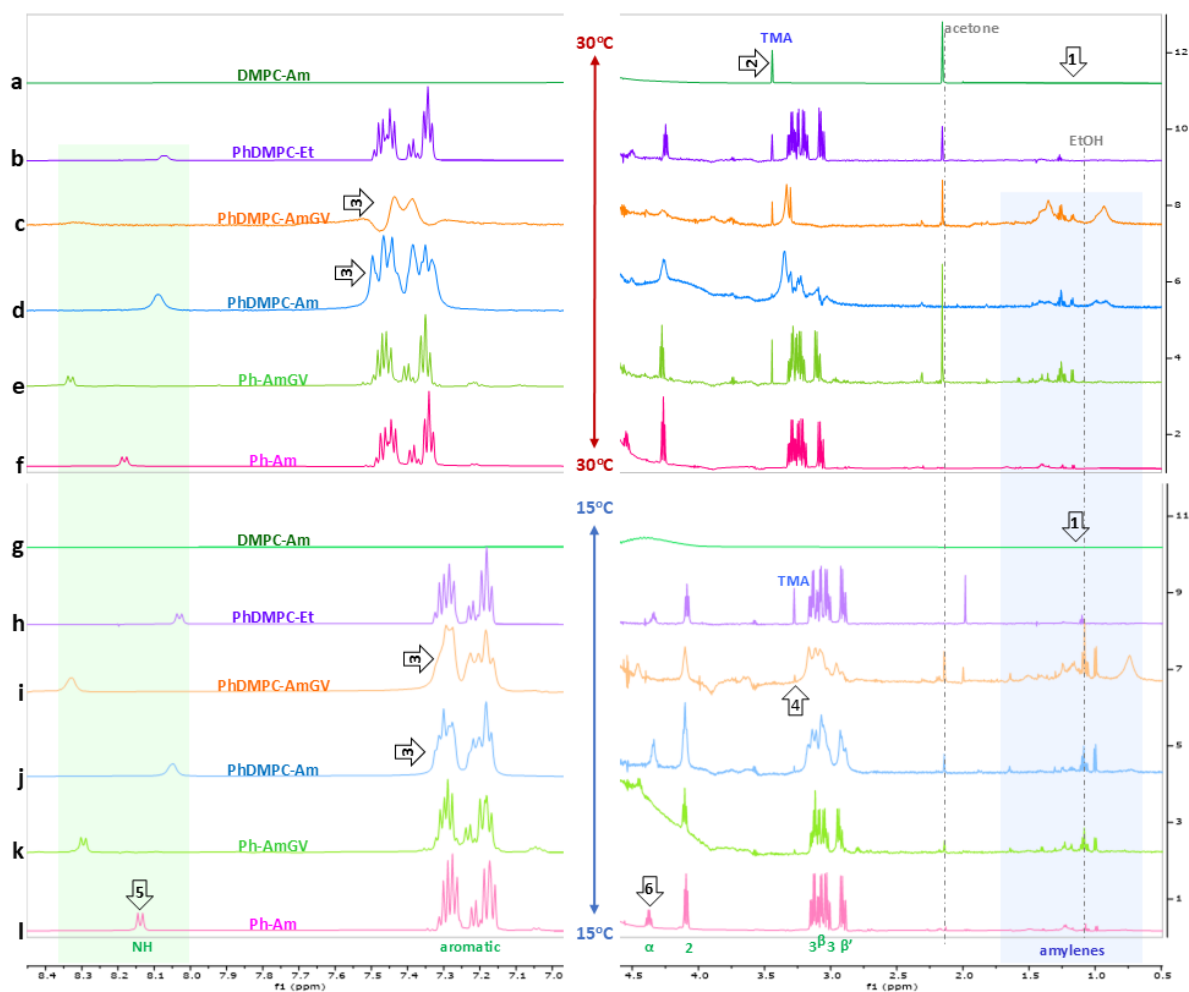 acetone
TMA
30°C
12
2
1
a
DMPC-Am
10
EtOH
b
PhDMPC-Et
3
8
c
PhDMPC-AmGV
3
6
d
PhDMPC-Am
4
e
Ph-AmGV
2
f
Ph-Am
30°C
15°C
11
1
g
DMPC-Am
TMA
9
h
PhDMPC-Et
3
7
i
PhDMPC-AmGV
4
3
5
j
PhDMPC-Am
3
k
Ph-AmGV
5
6
1
l
Ph-Am
15°C
NH
aromatic
α
2
3 β 3 β'
amylenes
8.4 8.3 8.2 8.1 8.0 7.9 7.8 7.7 7.6 7.5 7.4 7.3 7.2 7.1 7.0
4.5 4.0 3.5 3.0 2.5 2.0 1.5 1.0 0.5
f1 (ppm)
f1 (ppm)